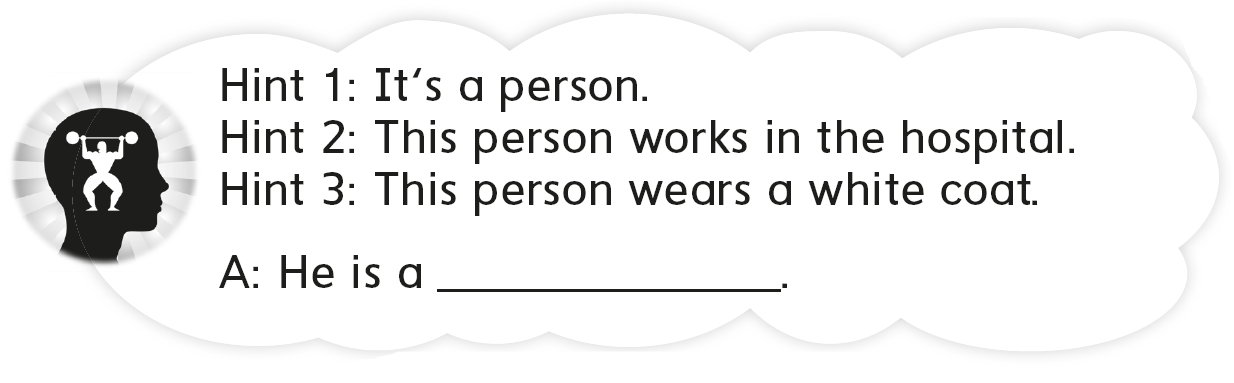 Hint 1: It's a person.
Hint 2: This person works in the hospital.
Hint 3: This person wears a white coat.
A: He is a _______________.